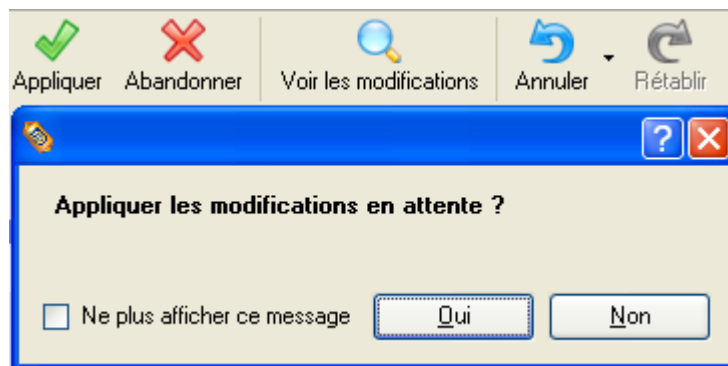 Appliquer Abandonner Voir les modifications Annuler Rétablir
?
Appliquer les modifications en attente ?
Ne plus afficher ce message Oui Non